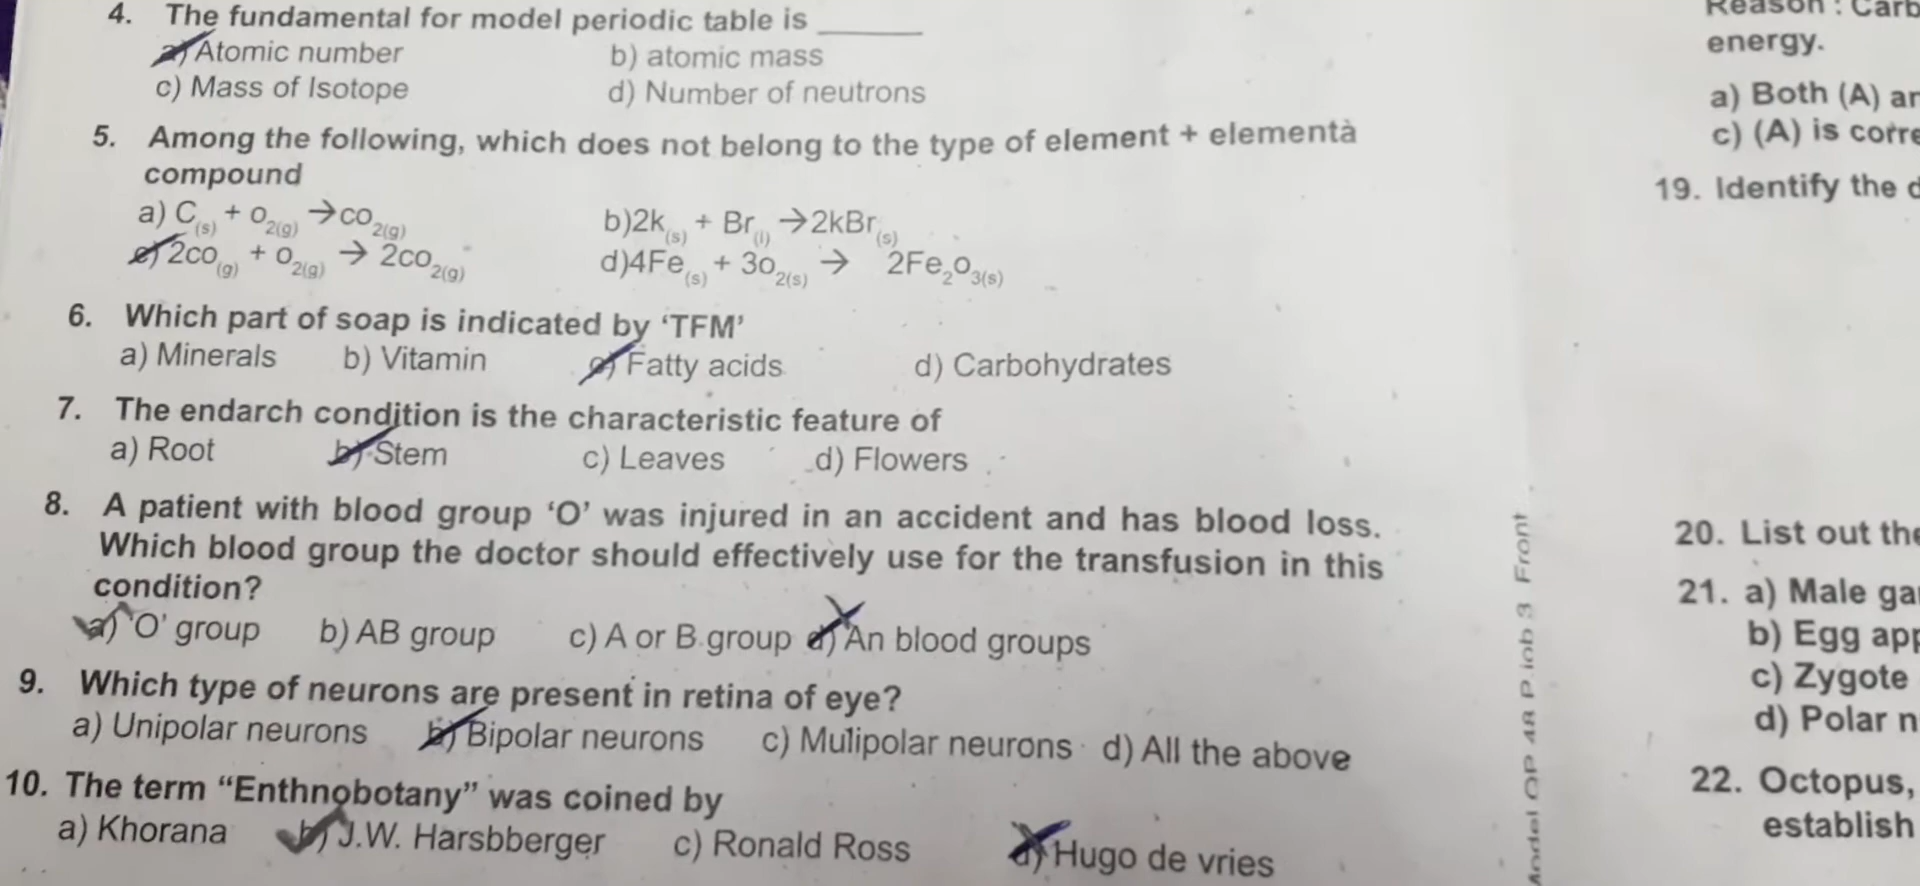 4. The fundamental for model periodic table is ______
a) Atomic number b) atomic mass
c) Mass of Isotope d) Number of neutrons
5. Among the following, which does not belong to the type of element + elementà
compound
a) C(s) + o2(g) → co2(g) b)2k(s) + Br(l) → 2kBr(s)
c) 2co(g) + o2(g) → 2co2(g) d)4Fe(s) + 3o2(s) → 2Fe2o3(s)
6. Which part of soap is indicated by ‘TFM’
a) Minerals b) Vitamin c) Fatty acids d) Carbohydrates
7. The endarch condition is the characteristic feature of
a) Root b) Stem c) Leaves d) Flowers
8. A patient with blood group ‘O’ was injured in an accident and has blood loss.
Which blood group the doctor should effectively use for the transfusion in this
condition?
a) ‘O’ group b) AB group c) A or B group d) An blood groups
9. Which type of neurons are present in retina of eye?
a) Unipolar neurons b) Bipolar neurons c) Mulipolar neurons d) All the above
10. The term “Enthnobotany” was coined by
a) Khorana b) J.W. Harsbberger c) Ronald Ross d) Hugo de vries
Front
Reason : Carb
energy.
a) Both (A) an
c) (A) is corre
19. Identify the
20. List out the
21. a) Male ga
b) Egg app
c) Zygote
d) Polar n
22. Octopus,
establish